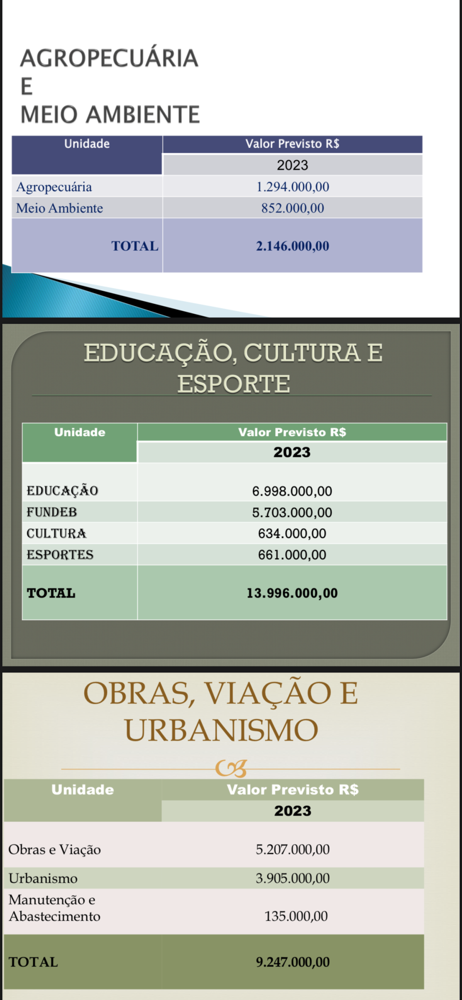 AGROPECUÁRIA
E
MEIO AMBIENTE
Unidade Valor Previsto R$
2023
Agropecuária 1.294.000,00
Meio Ambiente 852.000,00
TOTAL 2.146.000,00
EDUCAÇÃO, CULTURA E
ESPORTE
Unidade Valor Previsto R$
2023
EDUCAÇÃO 6.998.000,00
FUNDEB 5.703.000,00
CULTURA 634.000,00
ESPORTES 661.000,00
TOTAL 13.996.000,00
OBRAS, VIAÇÃO E
URBANISMO
Unidade Valor Previsto R$
2023
Obras e Viação 5.207.000,00
Urbanismo 3.905.000,00
Manutenção e
Abastecimento 135.000,00
TOTAL 9.247.000,00